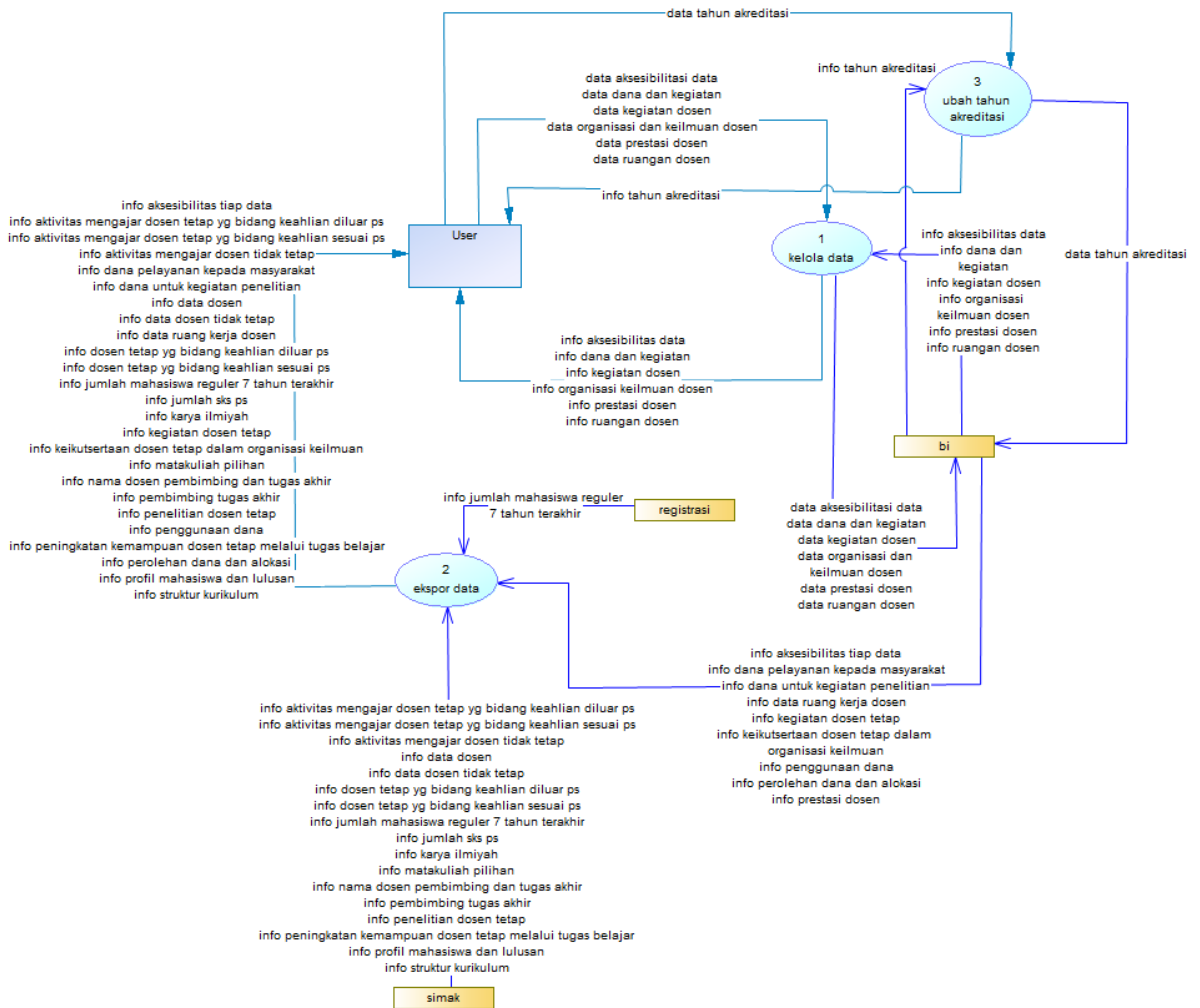 data tahun akreditasi
info tahun akreditasi
3
ubah tahun
akreditasi
data aksesibilitas data
data dana dan kegiatan
data kegiatan dosen
data organisasi dan keilmuan dosen
data prestasi dosen
data ruangan dosen
info tahun akreditasi
info aksesibilitas tiap data
info aktivitas mengajar dosen tetap yg bidang keahlian diluar ps
info aktivitas mengajar dosen tetap yg bidang keahlian sesuai ps
info aktivitas mengajar dosen tidak tetap
info dana pelayanan kepada masyarakat
info dana untuk kegiatan penelitian
info data dosen
info data dosen tidak tetap
info data ruang kerja dosen
info dosen tetap yg bidang keahlian diluar ps
info dosen tetap yg bidang keahlian sesuai ps
info jumlah mahasiswa reguler 7 tahun terakhir
info jumlah sks ps
info karya ilmiyah
info kegiatan dosen tetap
info keikutsertaan dosen tetap dalam organisasi keilmuan
info matakuliah pilihan
info nama dosen pembimbing dan tugas akhir
info pembimbing tugas akhir
info penelitian dosen tetap
info penggunaan dana
info peningkatan kemampuan dosen tetap melalui tugas belajar
info perolehan dana dan alokasi
info profil mahasiswa dan lulusan
info struktur kurikulum
User
1
kelola data
info aksesibilitas data
info dana dan
kegiatan
info kegiatan dosen
info organisasi
keilmuan dosen
info prestasi dosen
info ruangan dosen
data tahun akreditasi
info aksesibilitas data
info dana dan kegiatan
info kegiatan dosen
info organisasi keilmuan dosen
info prestasi dosen
info ruangan dosen
bi
info jumlah mahasiswa reguler
7 tahun terakhir
registrasi
data aksesibilitasi data
data dana dan kegiatan
data kegiatan dosen
data organisasi dan
keilmuan dosen
data prestasi dosen
data ruangan dosen
2
ekspor data
info aksesibilitas tiap data
info dana pelayanan kepada masyarakat
info dana untuk kegiatan penelitian
info data ruang kerja dosen
info kegiatan dosen tetap
info keikutsertaan dosen tetap dalam
organisasi keilmuan
info penggunaan dana
info perolehan dana dan alokasi
info prestasi dosen
info aktivitas mengajar dosen tetap yg bidang keahlian diluar ps
info aktivitas mengajar dosen tetap yg bidang keahlian sesuai ps
info aktivitas mengajar dosen tidak tetap
info data dosen
info data dosen tidak tetap
info dosen tetap yg bidang keahlian diluar ps
info dosen tetap yg bidang keahlian sesuai ps
info jumlah mahasiswa reguler 7 tahun terakhir
info jumlah sks ps
info karya ilmiyah
info matakuliah pilihan
info nama dosen pembimbing dan tugas akhir
info pembimbing tugas akhir
info penelitian dosen tetap
info peningkatan kemampuan dosen tetap melalui tugas belajar
info profil mahasiswa dan lulusan
info struktur kurikulum
simak